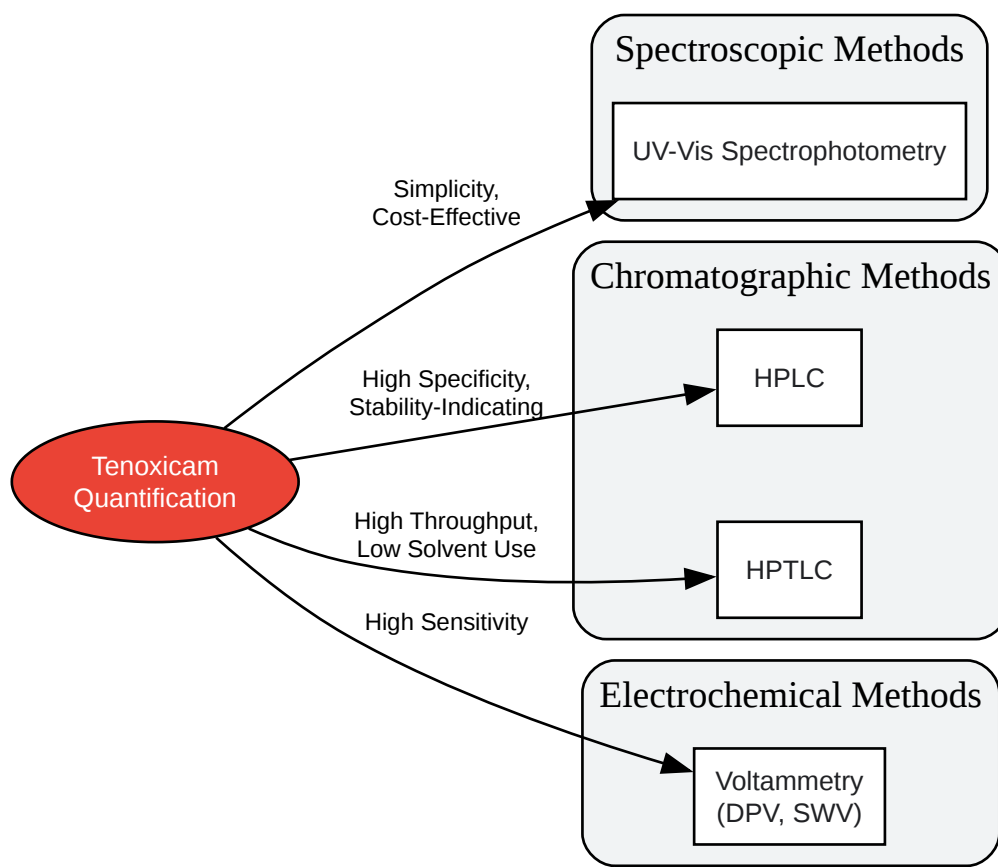 Spectroscopic Methods
UV-Vis Spectrophotometry
Simplicity,
Cost-Effective
Chromatographic Methods
HPLC
High Specificity,
Stability-Indicating
Tenoxicam
Quantification
High Throughput,
Low Solvent Use
HPTLC
High Sensitivity
Electrochemical Methods
Voltammetry
(DPV, SWV)